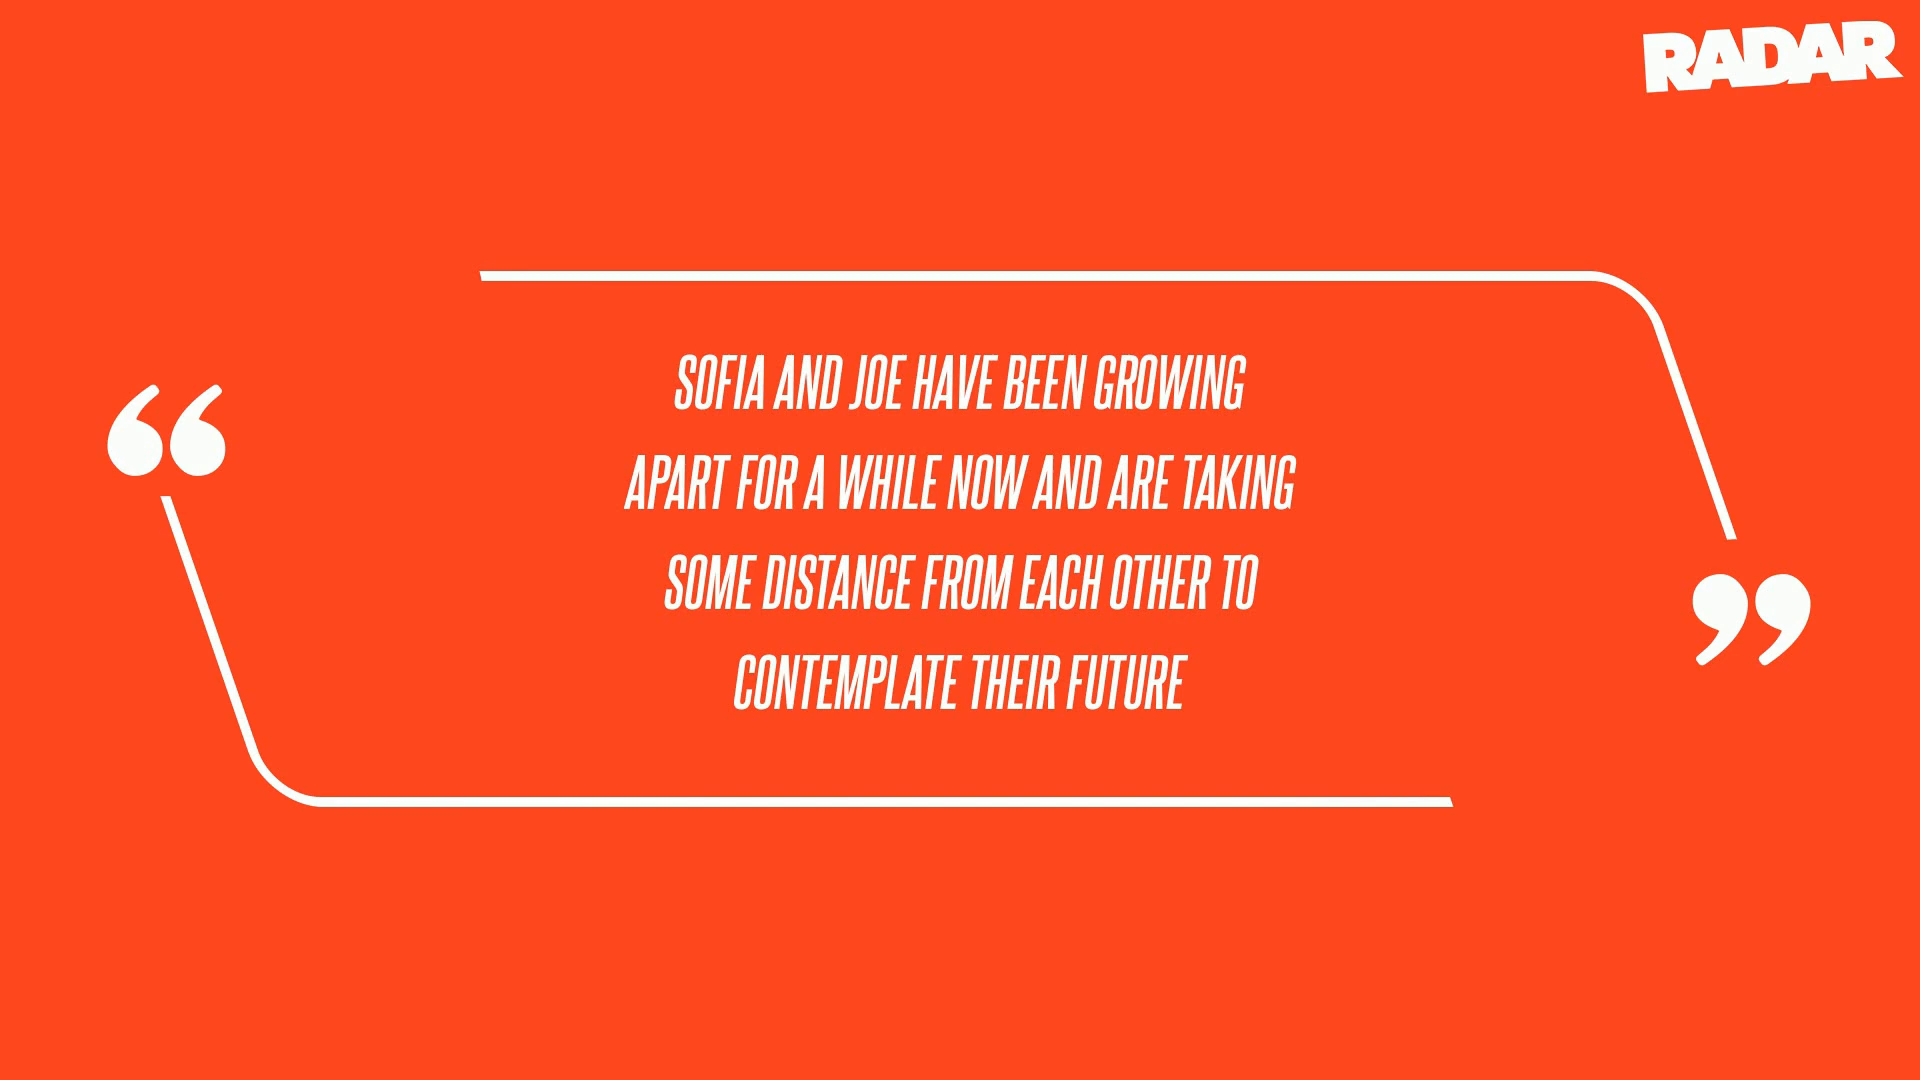 RADAR
SOFIA AND JOE HAVE BEEN GROWING
APART FOR A WHILE NOW AND ARE TAKING
SOME DISTANCE FROM EACH OTHER TO
CONTEMPLATE THEIR FUTURE